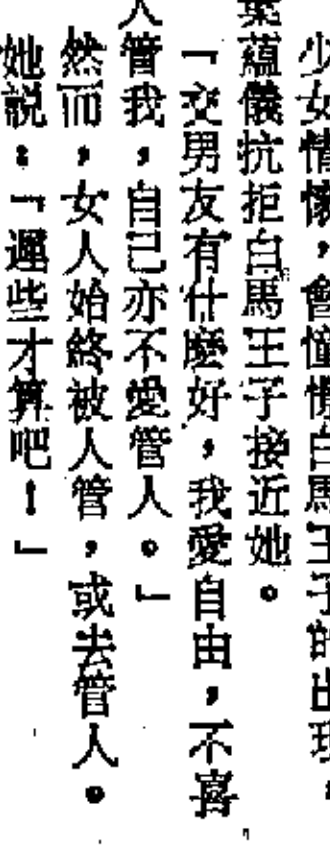 少女情懷，會憧憬白馬王子的出現，
葉蘊儀抗拒白馬王子接近她。
「交男友有什麼好，我愛自由，不喜
人管我，自己亦不愛管人。」
然而，女人始終被人管，或去管人。
她說：「遲些才算吧！」